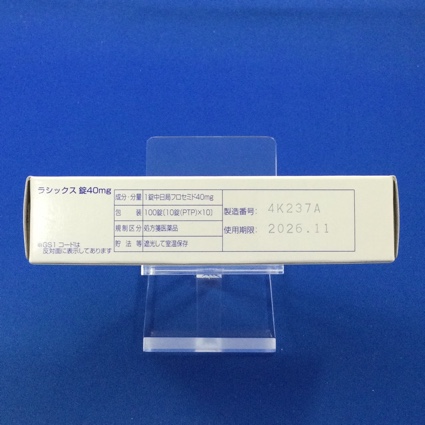 ラシックス 錠40mg
成分・分量 1錠中日局フロセミド40mg
包 装 100錠[10錠(PTP)×10]
規制区分 処方箋医薬品
貯 法 等 遮光して室温保存
※GS1 コードは
反対面に表示してあります
製造番号: 4K237A
使用期限: 2026.11